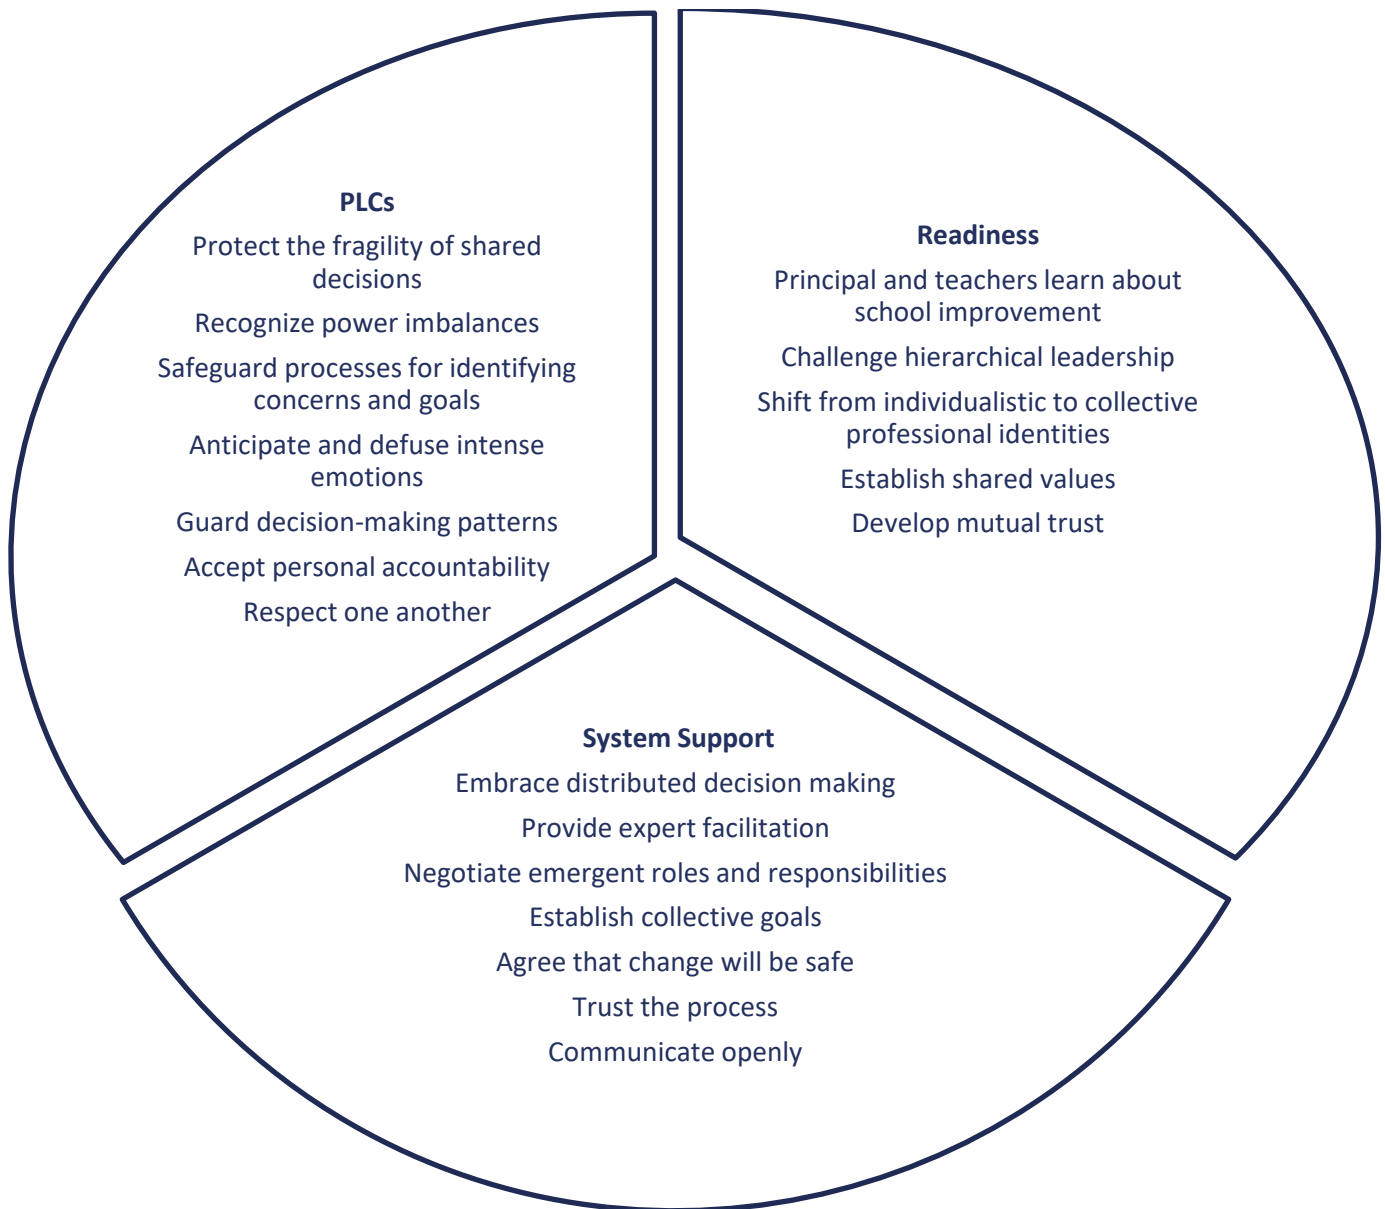 PLCs
Protect the fragility of shared
decisions
Recognize power imbalances
Safeguard processes for identifying
concerns and goals
Anticipate and defuse intense
emotions
Guard decision-making patterns
Accept personal accountability
Respect one another
Readiness
Principal and teachers learn about
school improvement
Challenge hierarchical leadership
Shift from individualistic to collective
professional identities
Establish shared values
Develop mutual trust
System Support
Embrace distributed decision making
Provide expert facilitation
Negotiate emergent roles and responsibilities
Establish collective goals
Agree that change will be safe
Trust the process
Communicate openly